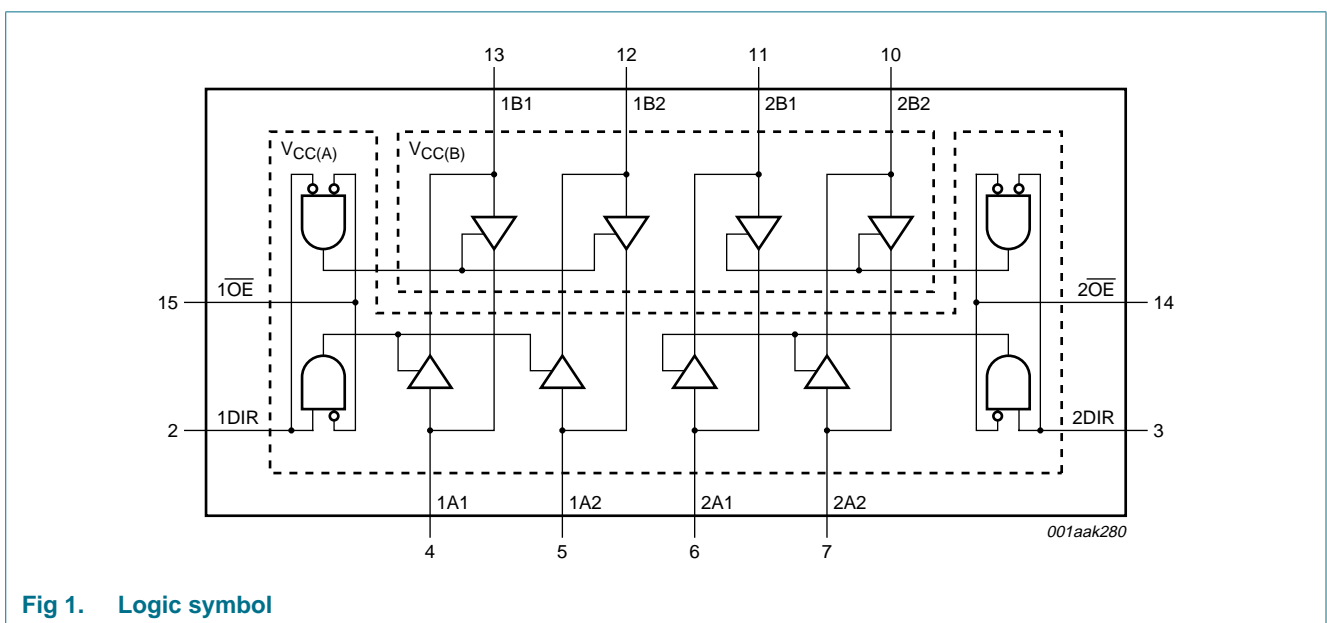 13 12 11 10
1B1 1B2 2B1 2B2
VCC(A) VCC(B)
15 1OE 2OE 14
2 1DIR 2DIR 3
1A1 1A2 2A1 2A2
001aak280
4 5 6 7
Fig 1. Logic symbol